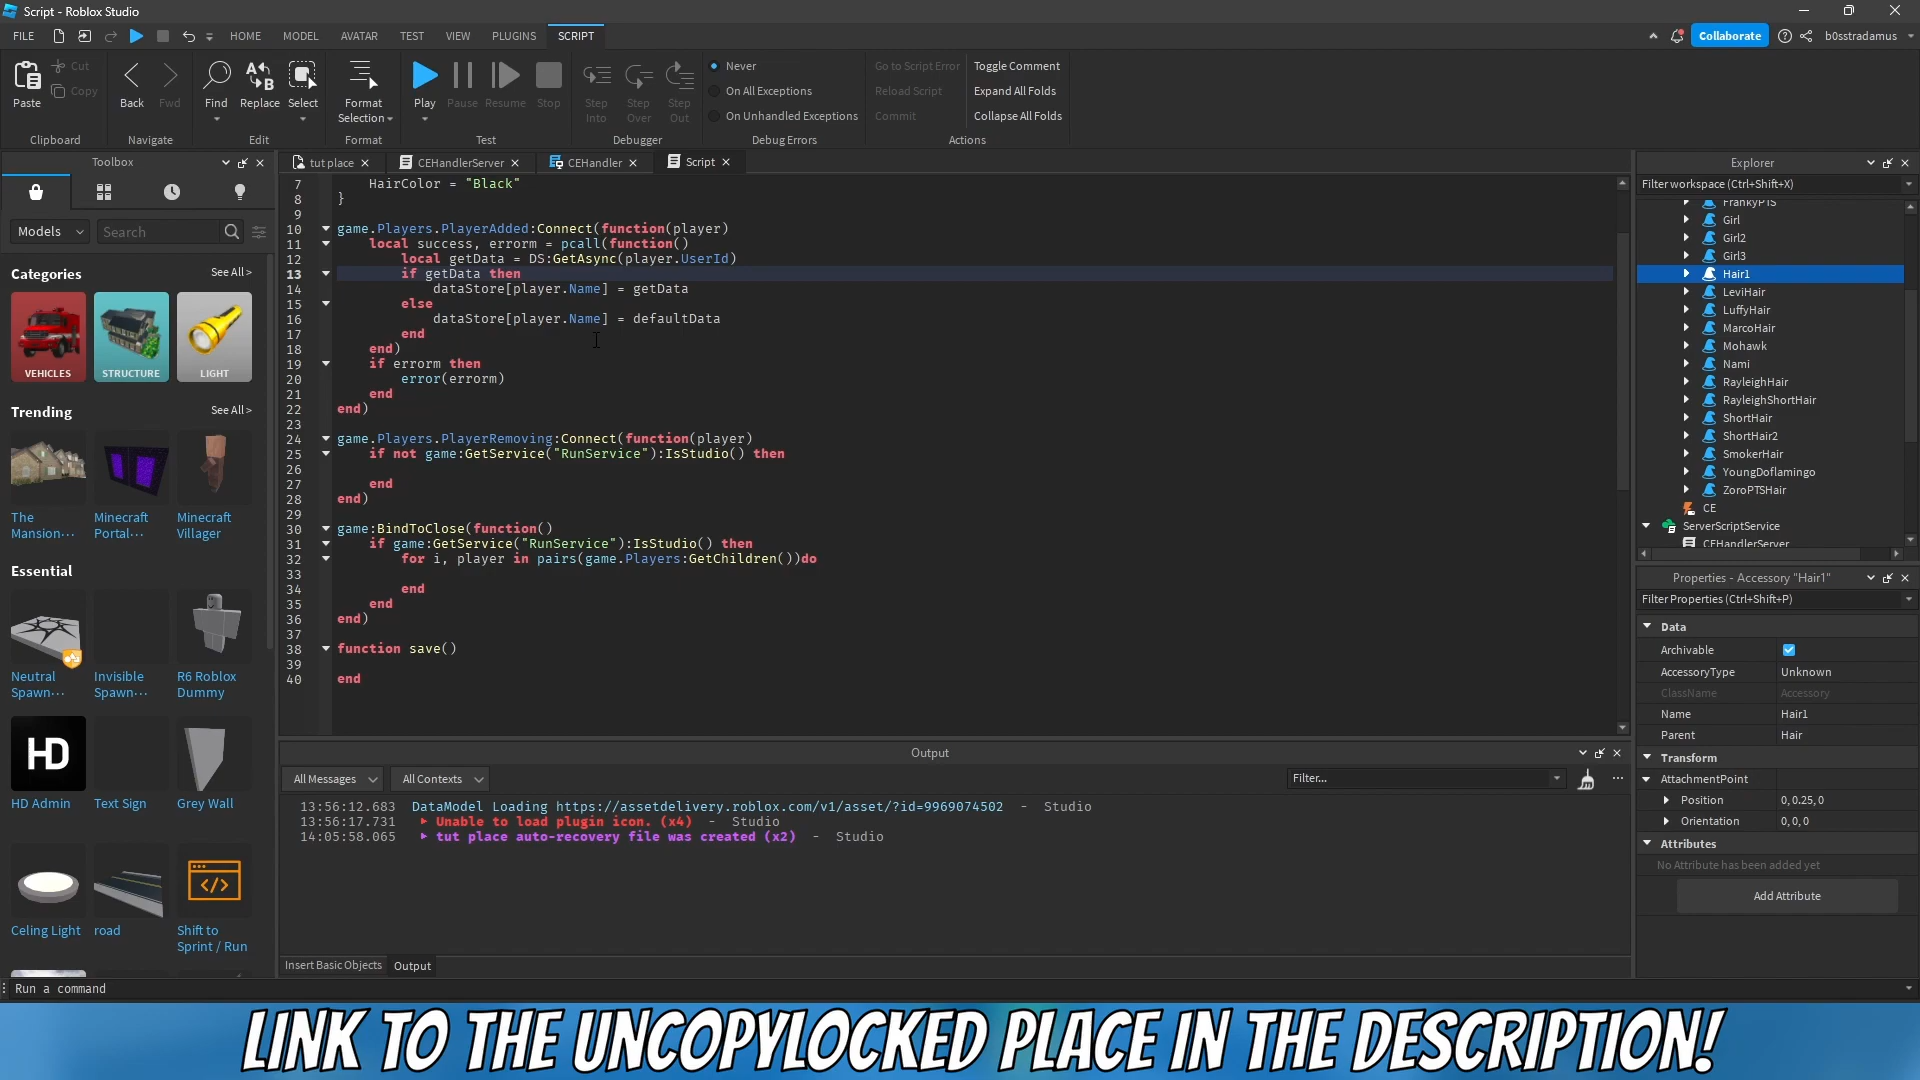 Script - Roblox Studio
FILE
HOME
MODEL
AVATAR
TEST
VIEW
PLUGINS
SCRIPT
Collaborate
b0sstradamus
Paste
Cut
Copy
Clipboard
Back
Fwd
Navigate
Find
Replace
Select
Edit
Format
Selection
Format
Play
Pause
Resume
Stop
Test
Step
Into
Step
Over
Step
Out
Debugger
Never
On All Exceptions
On Unhandled Exceptions
Debug Errors
Go to Script Error
Reload Script
Commit
Toggle Comment
Expand All Folds
Collapse All Folds
Actions
Toolbox
Models
Search
Categories
See All >
VEHICLES
STRUCTURE
LIGHT
Trending
See All >
The
Mansion...
Minecraft
Portal...
Minecraft
Villager
Essential
Neutral
Spawn...
Invisible
Spawn...
R6 Roblox
Dummy
HD
HD Admin
Text Sign
Grey Wall
Celing Light
road
Shift to
Sprint / Run
tut place
CEHandlerServer
CEHandler
Script
7 HairColor = "Black"
8 }
9
10 game.Players.PlayerAdded:Connect(function(player)
11 local success, errorm = pcall(function()
12 local getData = DS:GetAsync(player.UserId)
13 if getData then
14 dataStore[player.Name] = getData
15 else
16 dataStore[player.Name] = defaultData
17 end
18 end)
19 if errorm then
20 error(errorm)
21 end
22 end)
23
24 game.Players.PlayerRemoving:Connect(function(player)
25 if not game:GetService("RunService"):IsStudio() then
26
27 end
28 end)
29
30 game:BindToClose(function()
31 if game:GetService("RunService"):IsStudio() then
32 for i, player in pairs(game.Players:GetChildren())do
33
34 end
35 end
36 end)
37
38 function save()
39
40 end
Output
All Messages
All Contexts
Filter...
13:56:12.683 DataModel Loading https://assetdelivery.roblox.com/v1/asset/?id=9969074502 - Studio
13:56:17.731 Unable to load plugin icon. (x4) - Studio
14:05:58.065 tut place auto-recovery file was created (x2) - Studio
Insert Basic Objects
Output
Run a command
Explorer
Filter workspace (Ctrl+Shift+X)
FrankyPTS
Girl
Girl2
Girl3
Hair1
LeviHair
LuffyHair
MarcoHair
Mohawk
Nami
RayleighHair
RayleighShortHair
ShortHair
ShortHair2
SmokerHair
YoungDoflamingo
ZoroPTSHair
CE
ServerScriptService
CEHandlerServer
Properties - Accessory "Hair1"
Filter Properties (Ctrl+Shift+P)
Data
Archivable
AccessoryType Unknown
ClassName Accessory
Name Hair1
Parent Hair
Transform
AttachmentPoint
Position 0, 0.25, 0
Orientation 0, 0, 0
Attributes
No Attribute has been added yet
Add Attribute
LINK TO THE UNCOPYLOCKED PLACE IN THE DESCRIPTION!